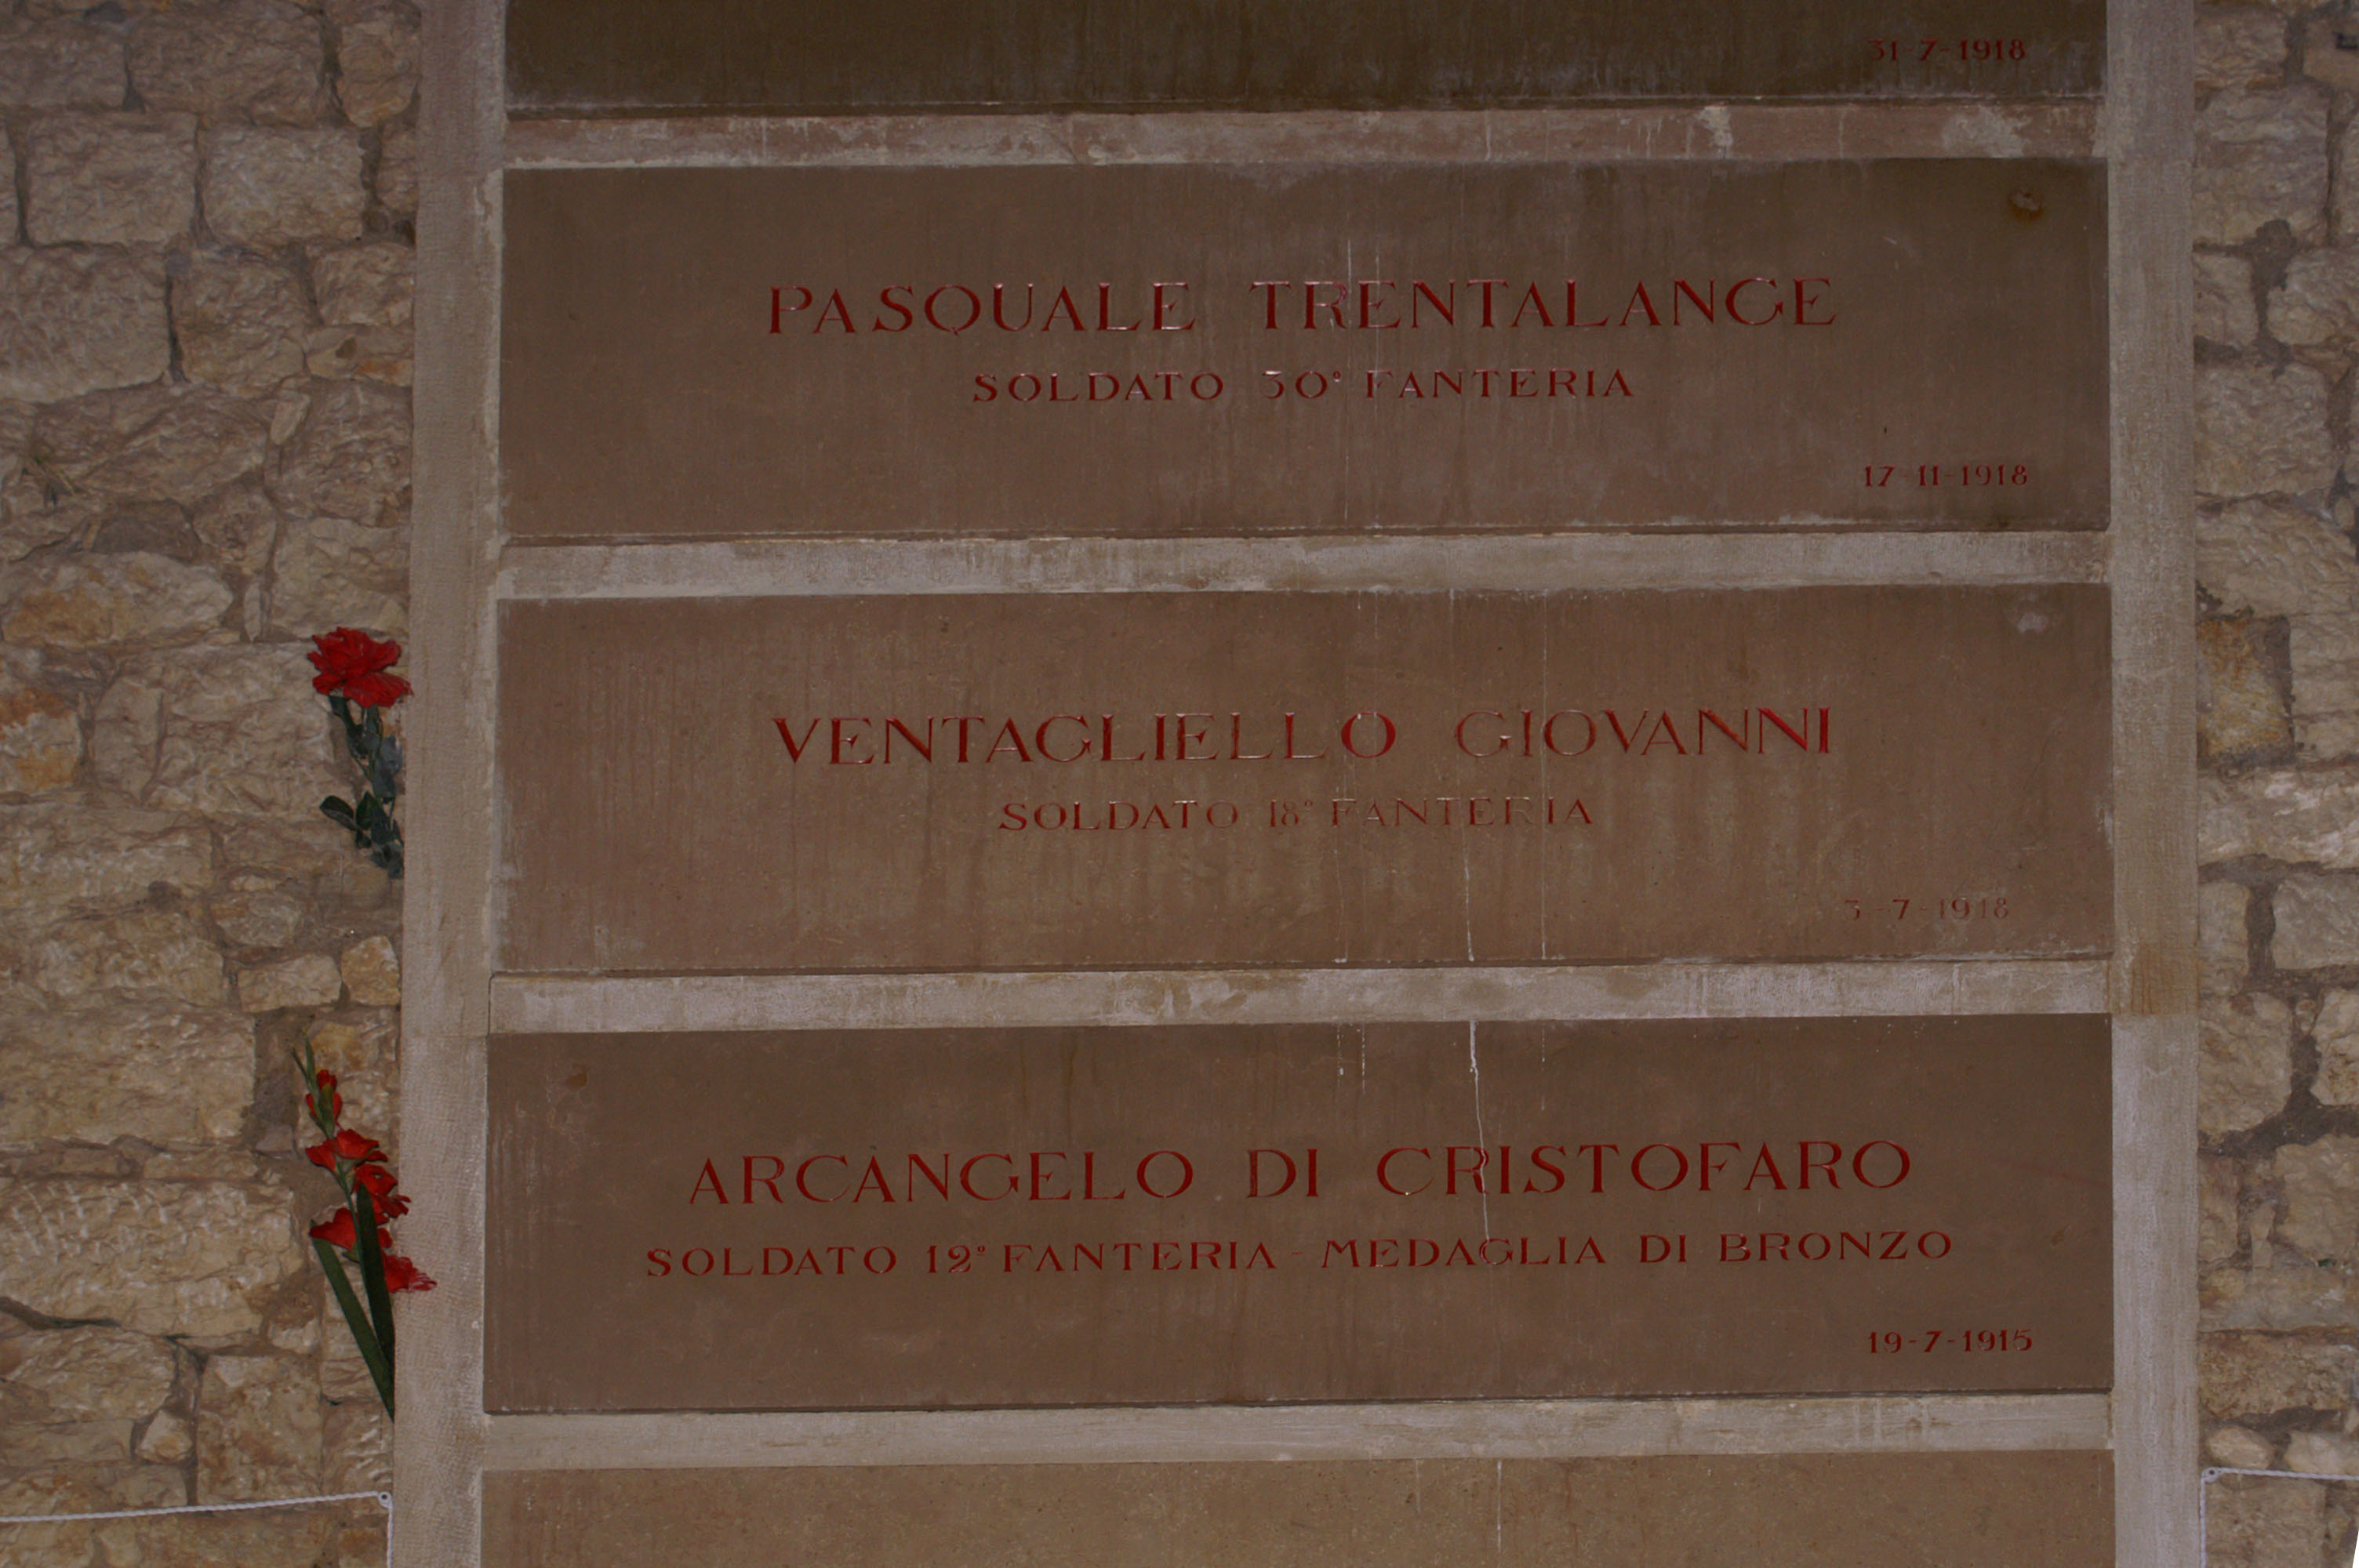 31-7-1918
PASQUALE TRENTALANGE
SOLDATO 30° FANTERIA
17-11-1918
VENTAGLIELLO GIOVANNI
SOLDATO 18° FANTERIA
3-7-1918
ARCÀNGELO DI CRISTOFARO
SOLDATO 12° FANTERIA - MEDAGLIA DI BRONZO
19-7-1915